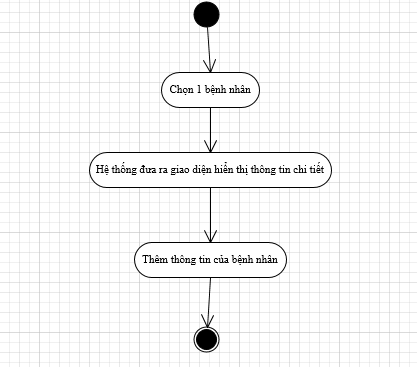 Chọn 1 bệnh nhân
Hệ thống đưa ra giao diện hiển thị thông tin chi tiết
Thêm thông tin của bệnh nhân